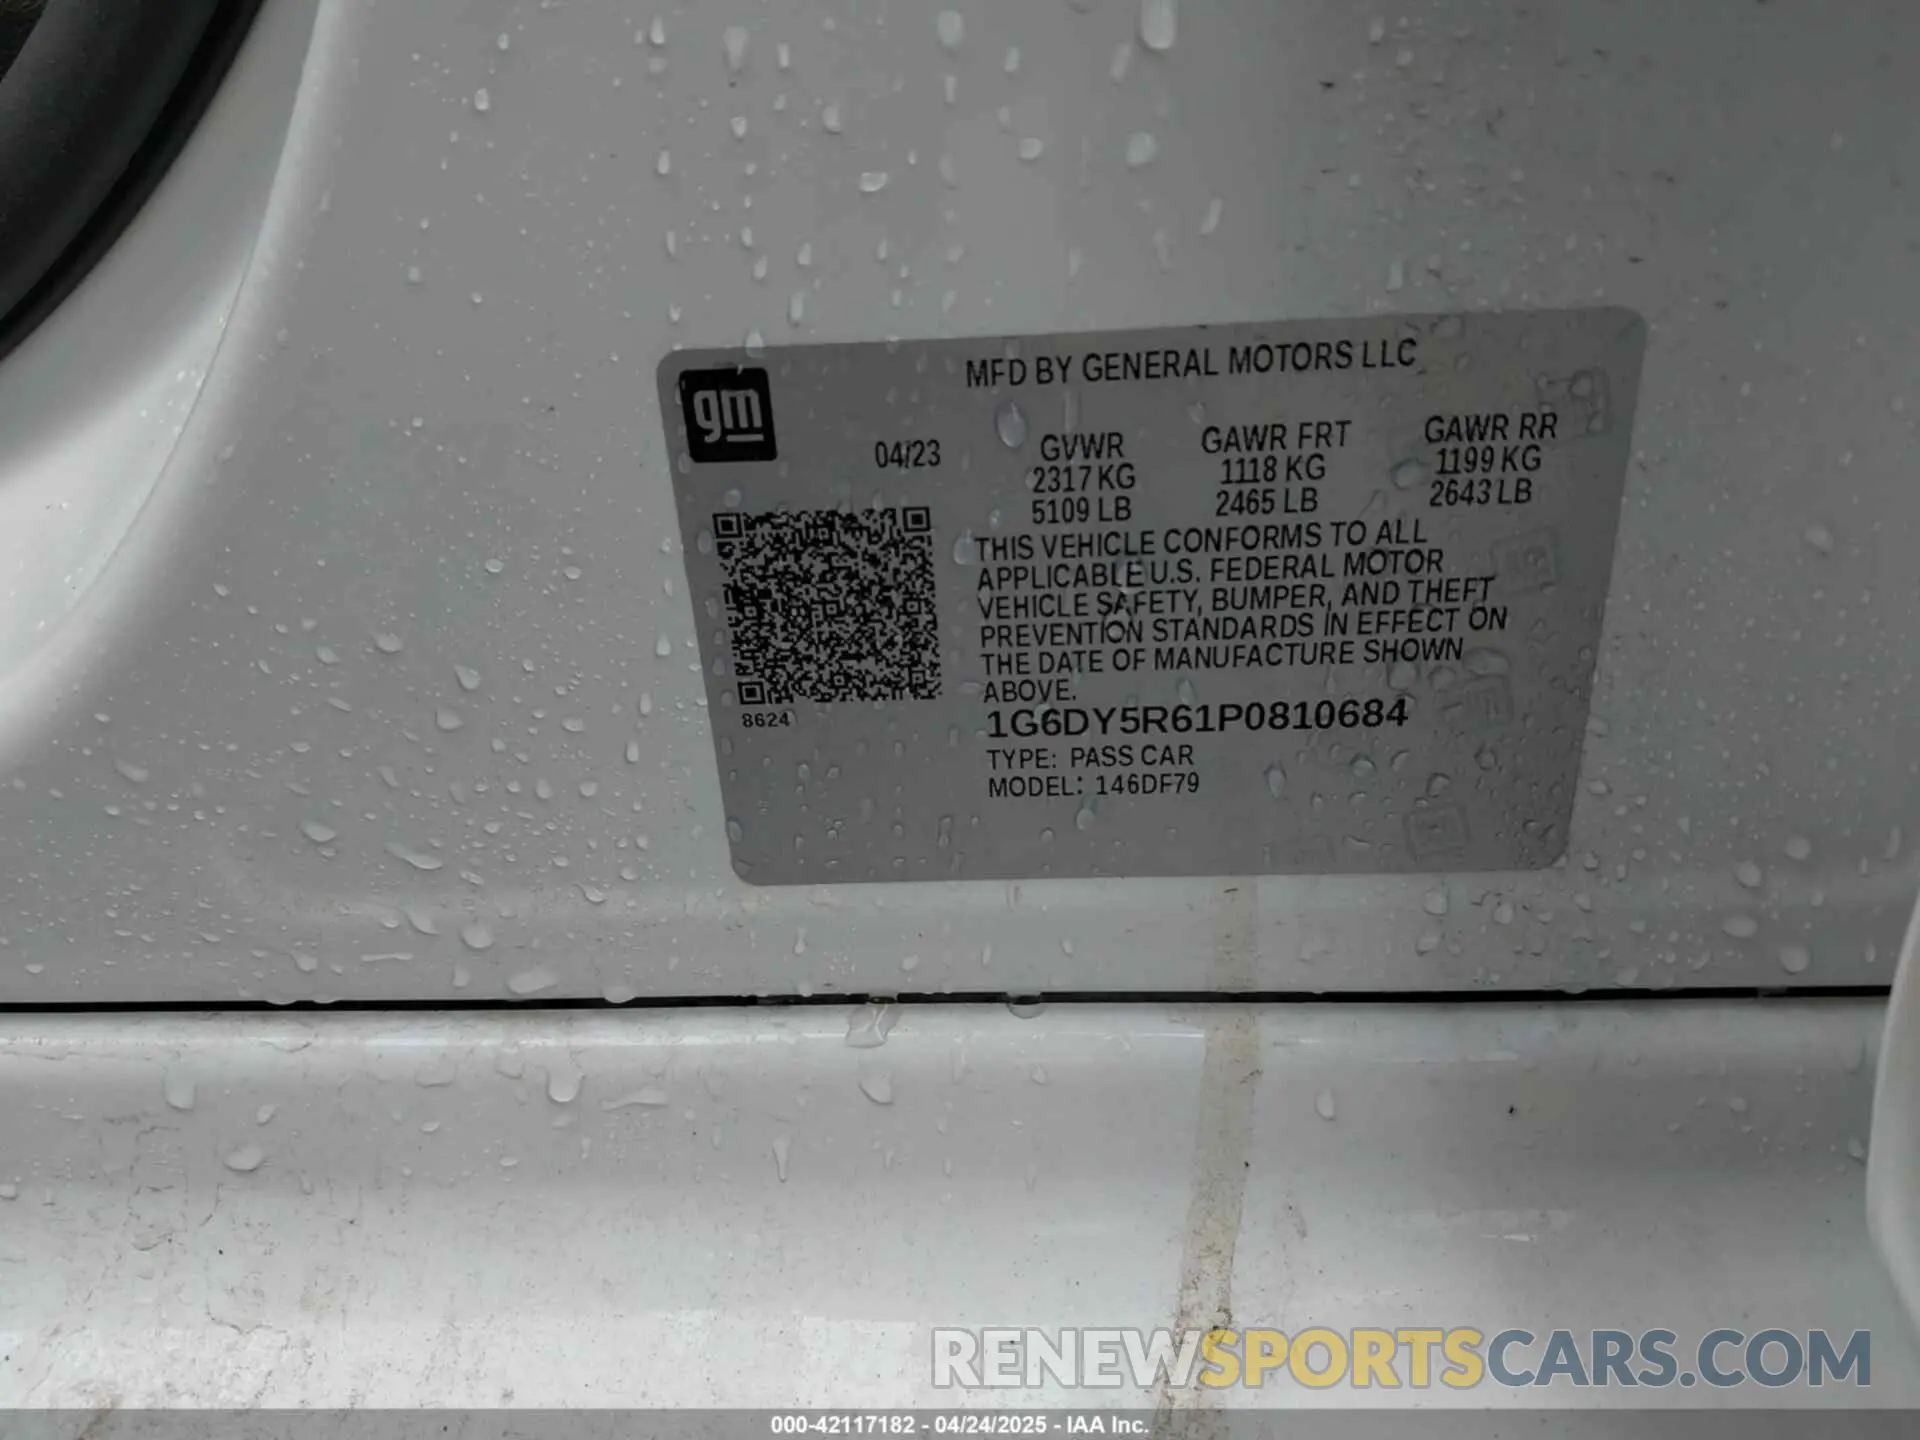 gm
MFD BY GENERAL MOTORS LLC
04/23
GVWR GAWR FRT GAWR RR
2317 KG 1118 KG 1199 KG
5109 LB 2465 LB 2643 LB
THIS VEHICLE CONFORMS TO ALL
APPLICABLE U.S. FEDERAL MOTOR
VEHICLE SAFETY, BUMPER, AND THEFT
PREVENTION STANDARDS IN EFFECT ON
THE DATE OF MANUFACTURE SHOWN
ABOVE.
8624
1G6DY5R61P0810684
TYPE: PASS CAR
MODEL: 146DF79
RENEWSPORTSCARS.COM
000-42117182 - 04/24/2025 - IAA Inc.